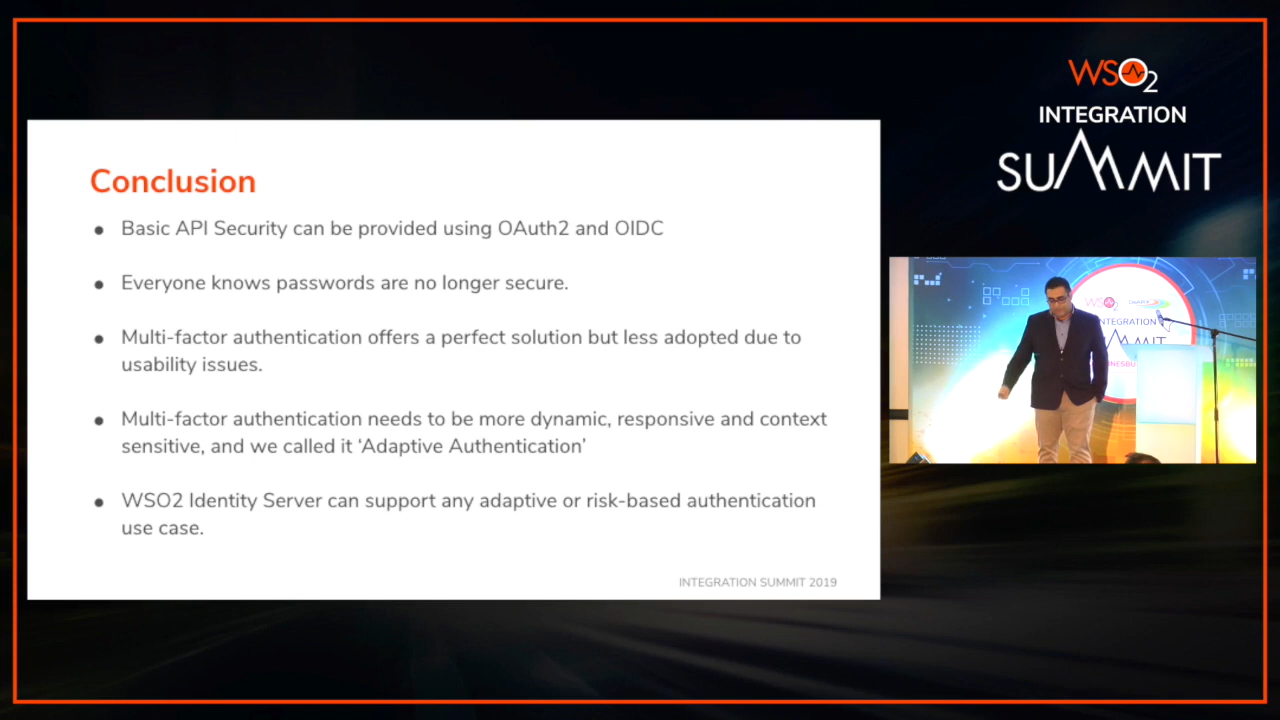 WSO2
INTEGRATION
SUMMIT
Conclusion
● Basic API Security can be provided using OAuth2 and OIDC
● Everyone knows passwords are no longer secure.
● Multi-factor authentication offers a perfect solution but less adopted due to
usability issues.
● Multi-factor authentication needs to be more dynamic, responsive and context
sensitive, and we called it ‘Adaptive Authentication’
● WSO2 Identity Server can support any adaptive or risk-based authentication
use case.
INTEGRATION SUMMIT 2019
WSO2
INTEGRATION